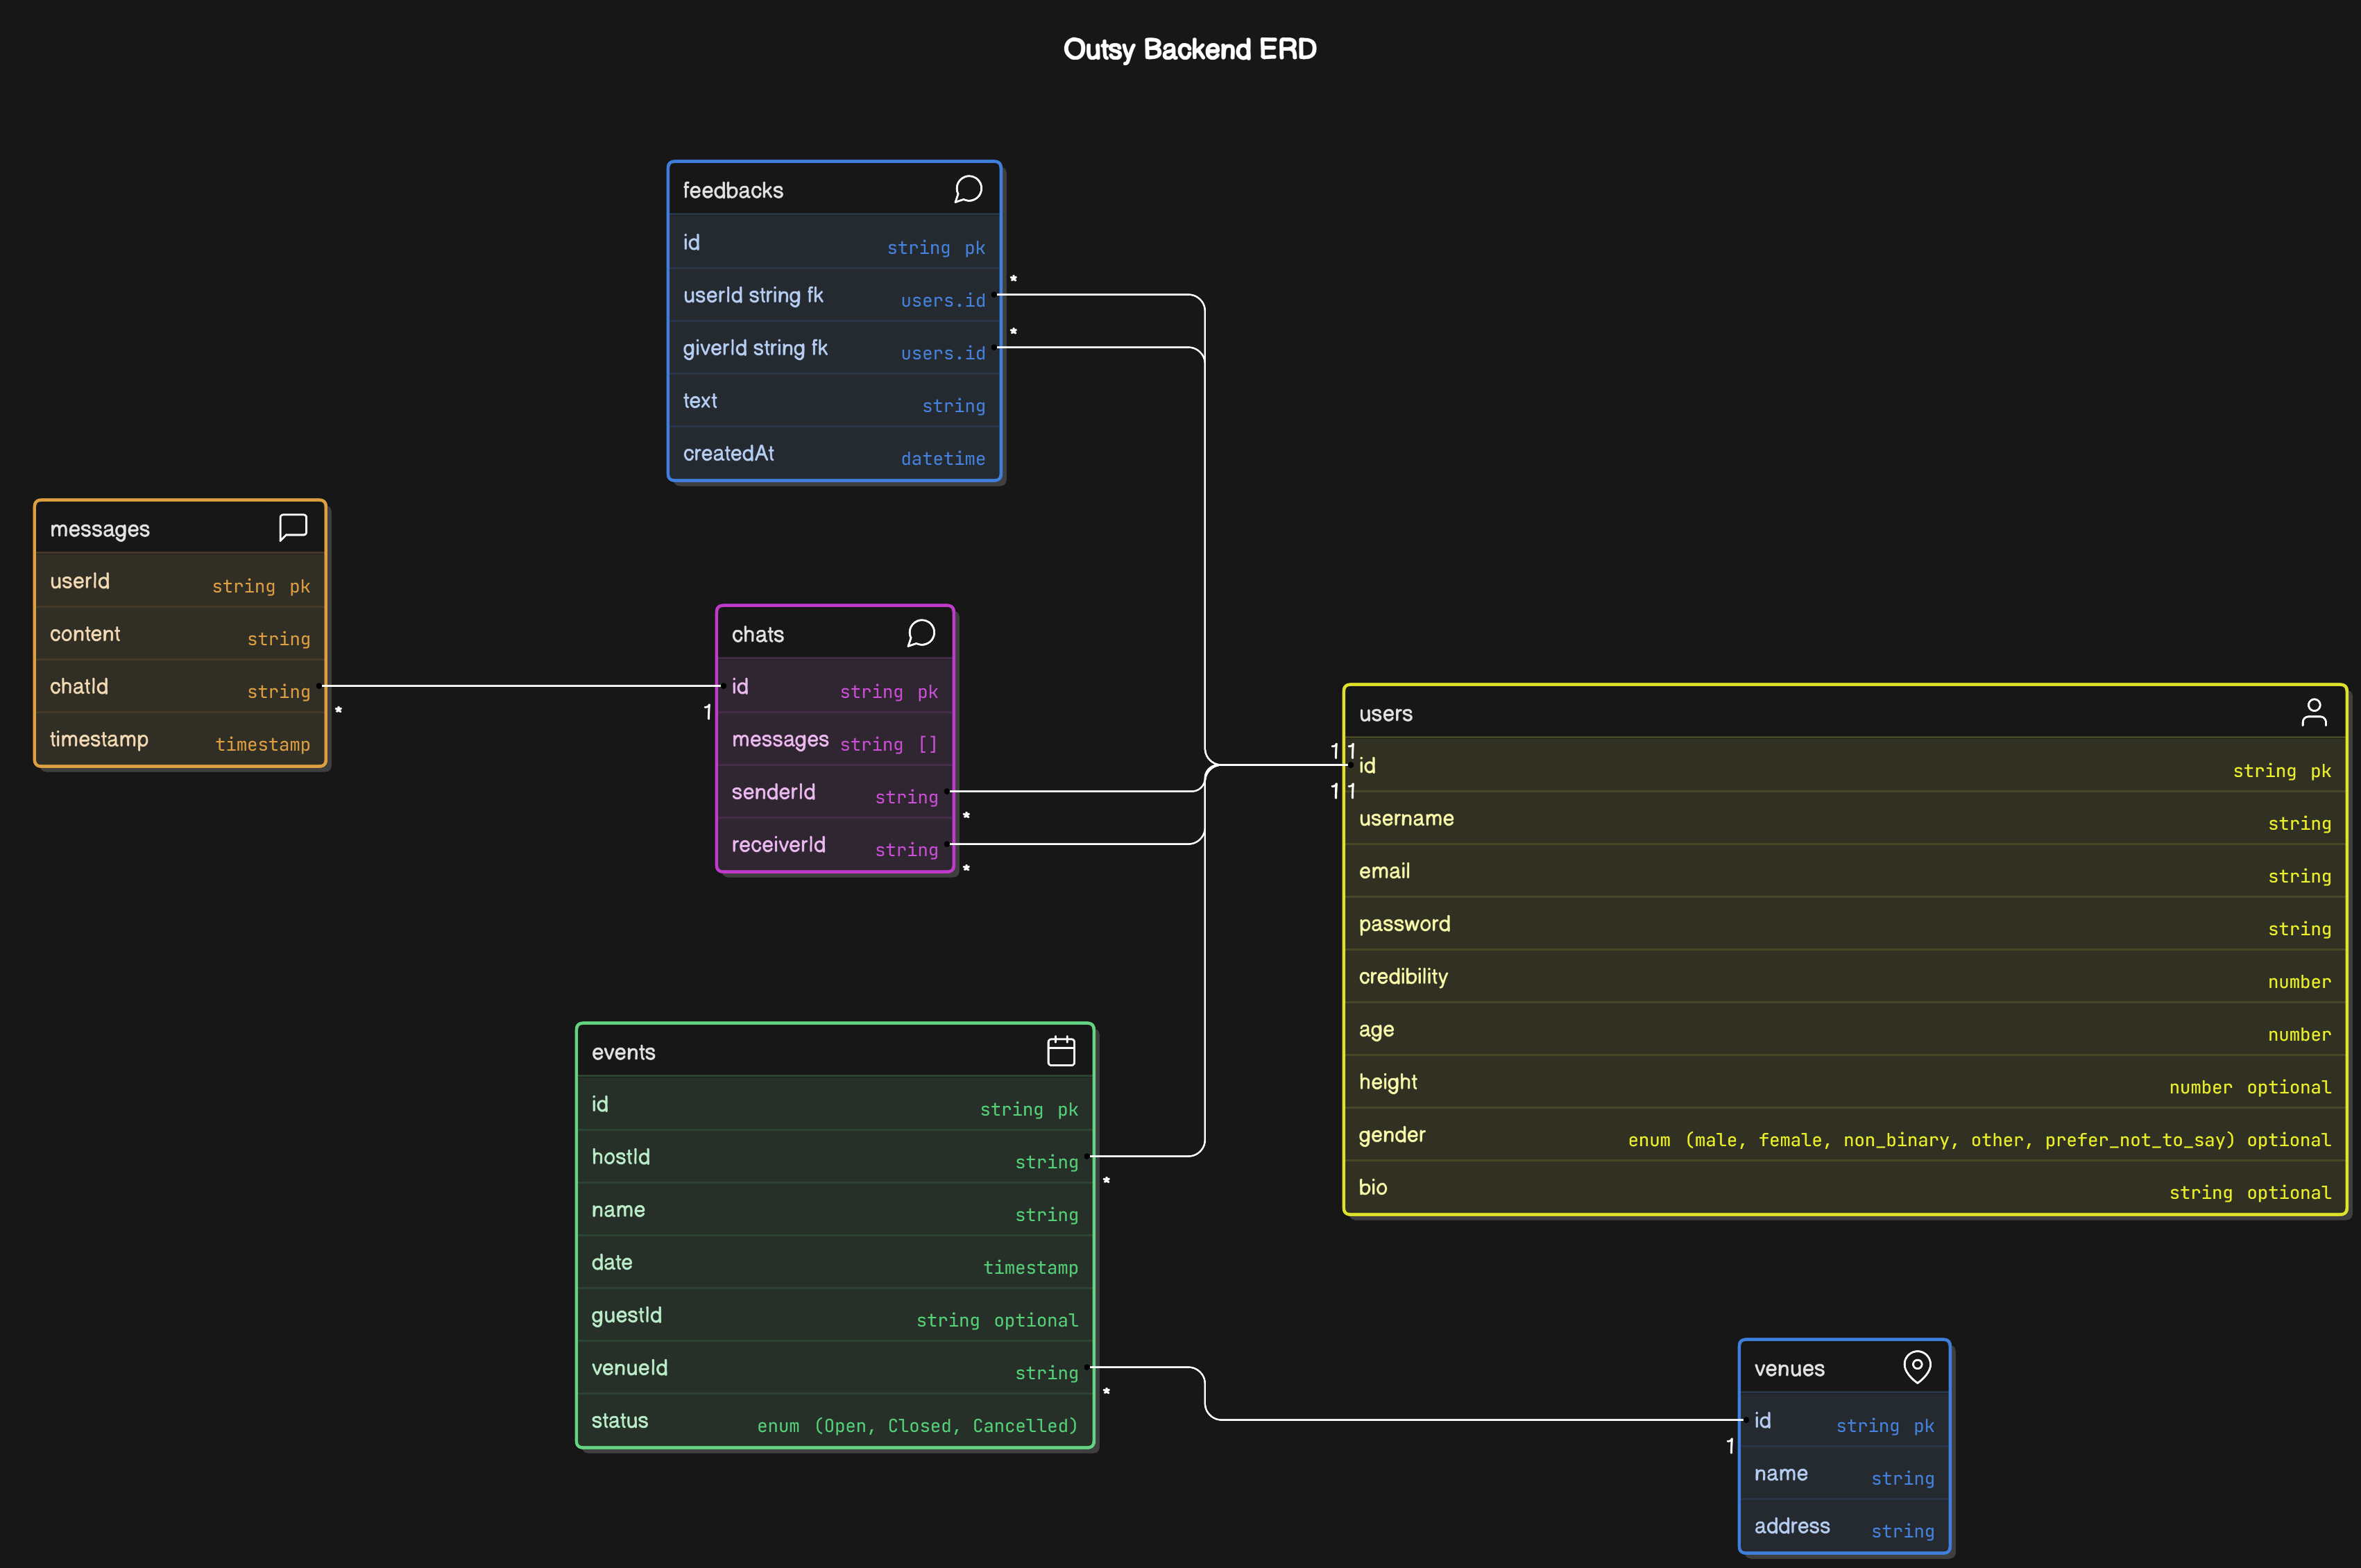 Outsy Backend ERD
feedbacks
id string pk
userId string fk users.id
giverId string fk users.id
text string
createdAt datetime
*
*
messages
userId string pk
content string
chatId string
timestamp timestamp
*
1
chats
id string pk
messages string []
senderId string
receiverId string
*
*
users
1 1
id string pk
1 1
username string
email string
password string
credibility number
age number
height number optional
gender enum (male, female, non_binary, other, prefer_not_to_say) optional
bio string optional
events
id string pk
hostId string
name string
date timestamp
guestId string optional
venueId string
status enum (Open, Closed, Cancelled)
*
*
1
venues
id string pk
name string
address string